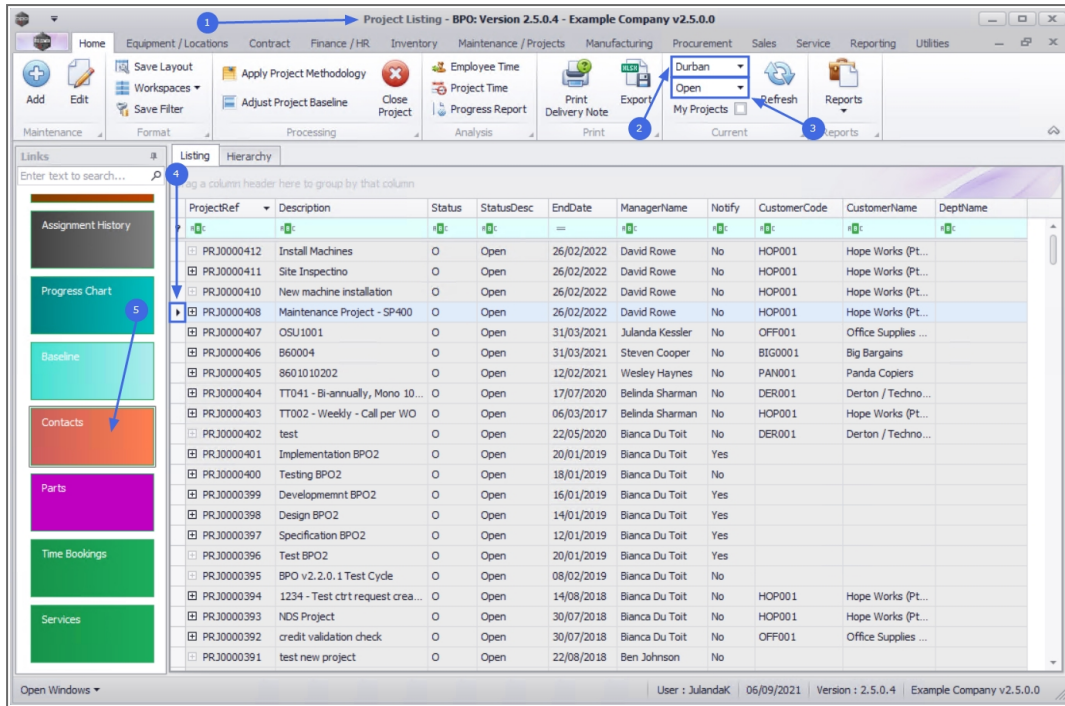 Project Listing - BPO: Version 2.5.0.4 - Example Company v2.5.0.0
1
Home Equipment / Locations Contract Finance / HR Inventory Maintenance / Projects Manufacturing Procurement Sales Service Reporting Utilities
Add
Edit
Save Layout
Workspaces
Save Filter
Apply Project Methodology
Adjust Project Baseline
Close Project
Employee Time
Project Time
Progress Report
Print Delivery Note
XLSX
Export
Durban
Open
My Projects
Refresh
Reports
2
3
Maintenance Format Processing Analysis Print Current Reports
Links
Enter text to search...
4
Listing Hierarchy
Drag a column header here to group by that column
Assignment History
Progress Chart
5
Baseline
Contacts
Parts
Time Bookings
Services
ProjectRef Description Status StatusDesc EndDate ManagerName Notify CustomerCode CustomerName DeptName
PRJ0000412 Install Machines O Open 26/02/2022 David Rowe No HOP001 Hope Works (Pt...
PRJ0000411 Site Inspectino O Open 26/02/2022 David Rowe No HOP001 Hope Works (Pt...
PRJ0000410 New machine installation O Open 26/02/2022 David Rowe No HOP001 Hope Works (Pt...
PRJ0000408 Maintenance Project - SP400 O Open 26/02/2022 David Rowe No HOP001 Hope Works (Pt...
PRJ0000407 OSU1001 O Open 31/03/2021 Julanda Kessler No OFF001 Office Supplies ...
PRJ0000406 B60004 O Open 31/03/2021 Steven Cooper No BIG0001 Big Bargains
PRJ0000405 8601010202 O Open 12/02/2021 Wesley Haynes No PAN001 Panda Copiers
PRJ0000404 TT041 - Bi-annually, Mono 10... O Open 17/07/2020 Belinda Sharman No DER001 Derton / Techno...
PRJ0000403 TT002 - Weekly - Call per WO O Open 06/03/2017 Belinda Sharman No HOP001 Hope Works (Pt...
PRJ0000402 test O Open 22/05/2020 Bianca Du Toit No DER001 Derton / Techno...
PRJ0000401 Implementation BPO2 O Open 20/01/2019 Bianca Du Toit Yes
PRJ0000400 Testing BPO2 O Open 18/01/2019 Bianca Du Toit No
PRJ0000399 Developmemnt BPO2 O Open 16/01/2019 Bianca Du Toit Yes
PRJ0000398 Design BPO2 O Open 14/01/2019 Bianca Du Toit Yes
PRJ0000397 Specification BPO2 O Open 12/01/2019 Bianca Du Toit Yes
PRJ0000396 Test BPO2 O Open 20/01/2019 Bianca Du Toit Yes
PRJ0000395 BPO v2.2.0.1 Test Cycle O Open 08/02/2019 Bianca Du Toit No
PRJ0000394 1234 - Test ctrt request crea... O Open 14/08/2018 Bianca Du Toit No HOP001 Hope Works (Pt...
PRJ0000393 NDS Project O Open 30/07/2018 Bianca Du Toit No HOP001 Hope Works (Pt...
PRJ0000392 credit validation check O Open 30/07/2018 Bianca Du Toit No OFF001 Office Supplies ...
PRJ0000391 test new project O Open 22/08/2018 Ben Johnson No
Open Windows User : JulandaK 06/09/2021 Version : 2.5.0.4 Example Company v2.5.0.0